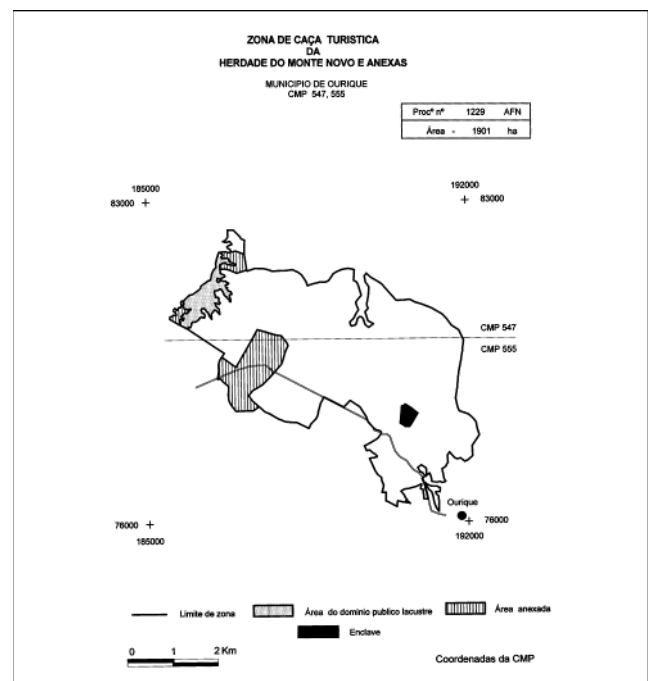 ZONA DE CAÇA TURISTICA
DA
HERDADE DO MONTE NOVO E ANEXAS
MUNICIPIO DE OURIQUE
CMP 547, 555
Procº nº 1229 AFN
Área - 1901 ha
185000
83000
192000
83000
CMP 547
CMP 555
Ourique
76000
185000
76000
192000
Limite de zona
Área do dominio publico lacustre
Área anexada
Enclave
0 1 2 Km
Coordenadas da CMP